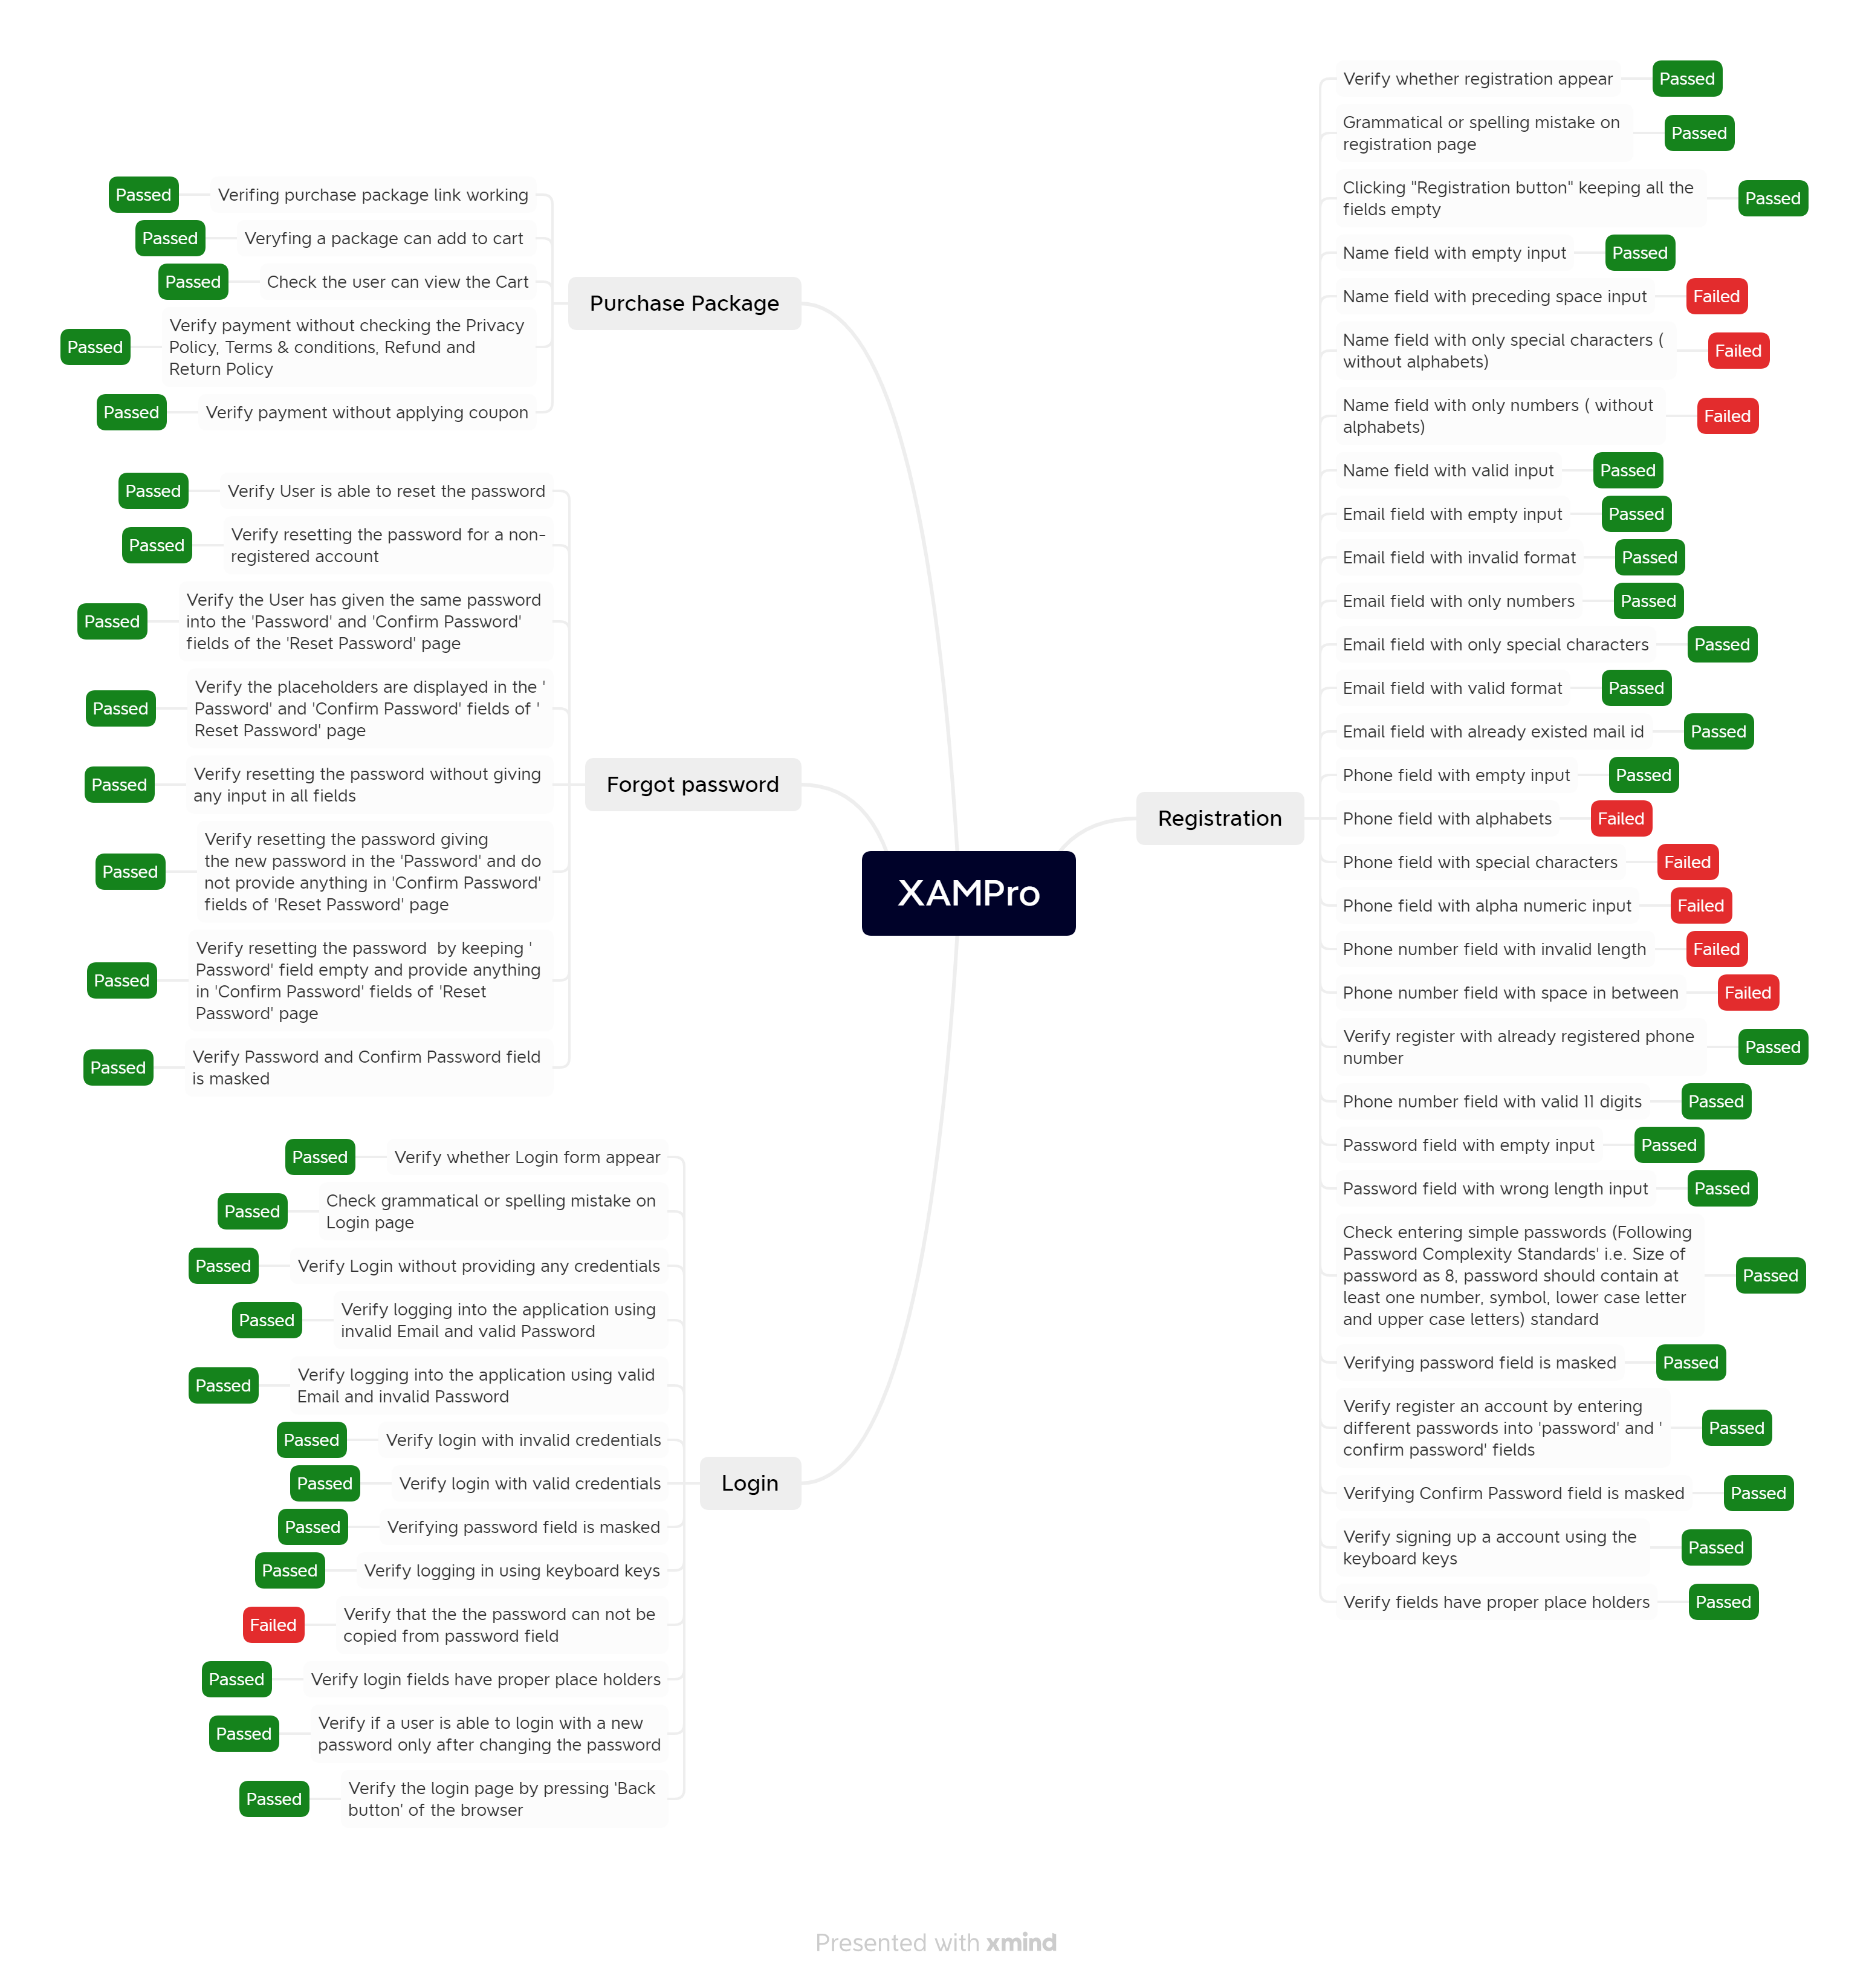 XAMPro
Registration
Verify whether registration appear
Passed
Grammatical or spelling mistake on
registration page
Passed
Clicking "Registration button" keeping all the
fields empty
Passed
Name field with empty input
Passed
Name field with preceding space input
Failed
Name field with only special characters (
without alphabets)
Failed
Name field with only numbers ( without
alphabets)
Failed
Name field with valid input
Passed
Email field with empty input
Passed
Email field with invalid format
Passed
Email field with only numbers
Passed
Email field with only special characters
Passed
Email field with valid format
Passed
Email field with already existed mail id
Passed
Phone field with empty input
Passed
Phone field with alphabets
Failed
Phone field with special characters
Failed
Phone field with alpha numeric input
Failed
Phone number field with invalid length
Failed
Phone number field with space in between
Failed
Verify register with already registered phone
number
Passed
Phone number field with valid 11 digits
Passed
Password field with empty input
Passed
Password field with wrong length input
Passed
Check entering simple passwords (Following
Password Complexity Standards' i.e. Size of
password as 8, password should contain at
least one number, symbol, lower case letter
and upper case letters) standard
Passed
Verifying password field is masked
Passed
Verify register an account by entering
different passwords into 'password' and '
confirm password' fields
Passed
Verifying Confirm Password field is masked
Passed
Verify signing up a account using the
keyboard keys
Passed
Verify fields have proper place holders
Passed
Purchase Package
Passed
Verifing purchase package link working
Passed
Veryfing a package can add to cart
Passed
Check the user can view the Cart
Passed
Verify payment without checking the Privacy
Policy, Terms & conditions, Refund and
Return Policy
Passed
Verify payment without applying coupon
Forgot password
Passed
Verify User is able to reset the password
Passed
Verify resetting the password for a non-
registered account
Passed
Verify the User has given the same password
into the 'Password' and 'Confirm Password'
fields of the 'Reset Password' page
Passed
Verify the placeholders are displayed in the '
Password' and 'Confirm Password' fields of '
Reset Password' page
Passed
Verify resetting the password without giving
any input in all fields
Passed
Verify resetting the password giving
the new password in the 'Password' and do
not provide anything in 'Confirm Password'
fields of 'Reset Password' page
Passed
Verify resetting the password  by keeping '
Password' field empty and provide anything
in 'Confirm Password' fields of 'Reset
Password' page
Passed
Verify Password and Confirm Password field
is masked
Login
Passed
Verify whether Login form appear
Passed
Check grammatical or spelling mistake on
Login page
Passed
Verify Login without providing any credentials
Passed
Verify logging into the application using
invalid Email and valid Password
Passed
Verify logging into the application using valid
Email and invalid Password
Passed
Verify login with invalid credentials
Passed
Verify login with valid credentials
Passed
Verifying password field is masked
Passed
Verify logging in using keyboard keys
Failed
Verify that the the password can not be
copied from password field
Passed
Verify login fields have proper place holders
Passed
Verify if a user is able to login with a new
password only after changing the password
Passed
Verify the login page by pressing 'Back
button' of the browser
Presented with xmind